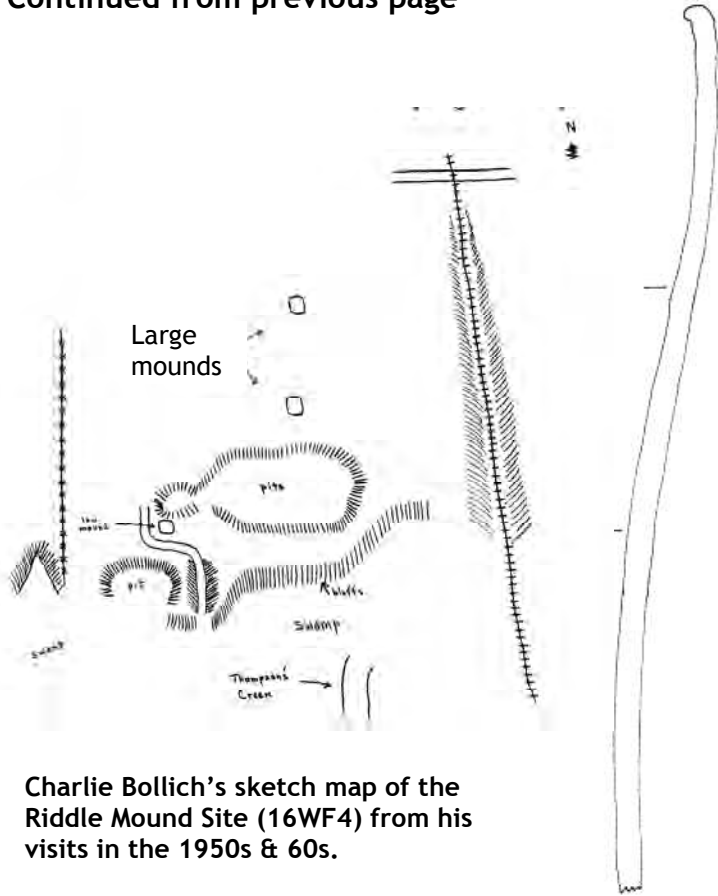 Continued from previous page
N
Large
mounds
pits
mound
pit
bluffs
Swamp
Thompson's
Creek
Charlie Bollich’s sketch map of the
Riddle Mound Site (16WF4) from his
visits in the 1950s & 60s.